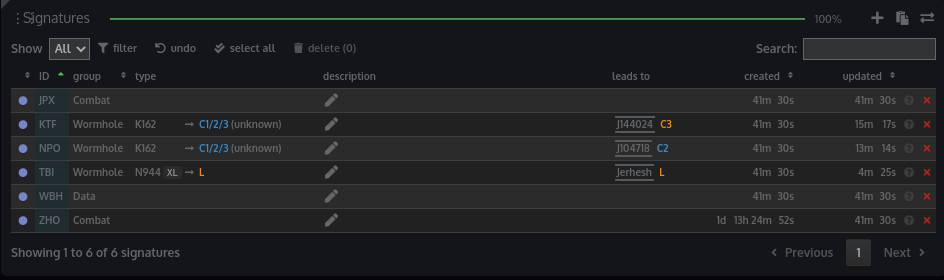 Signatures 100%
Show All filter undo select all delete (0) Search:
ID group type description leads to created updated
JPX Combat 41m 30s 41m 30s ?
KTF Wormhole K162 → C1/2/3 (unknown) J144024 C3 41m 30s 15m 17s ?
NPO Wormhole K162 → C1/2/3 (unknown) J104718 C2 41m 30s 13m 14s ?
TBI Wormhole N944 XL → L Jerhesh L 41m 30s 4m 25s ?
WBH Data 41m 30s 41m 30s ?
ZHO Combat 1d 13h 24m 52s 41m 30s ?
Showing 1 to 6 of 6 signatures Previous 1 Next